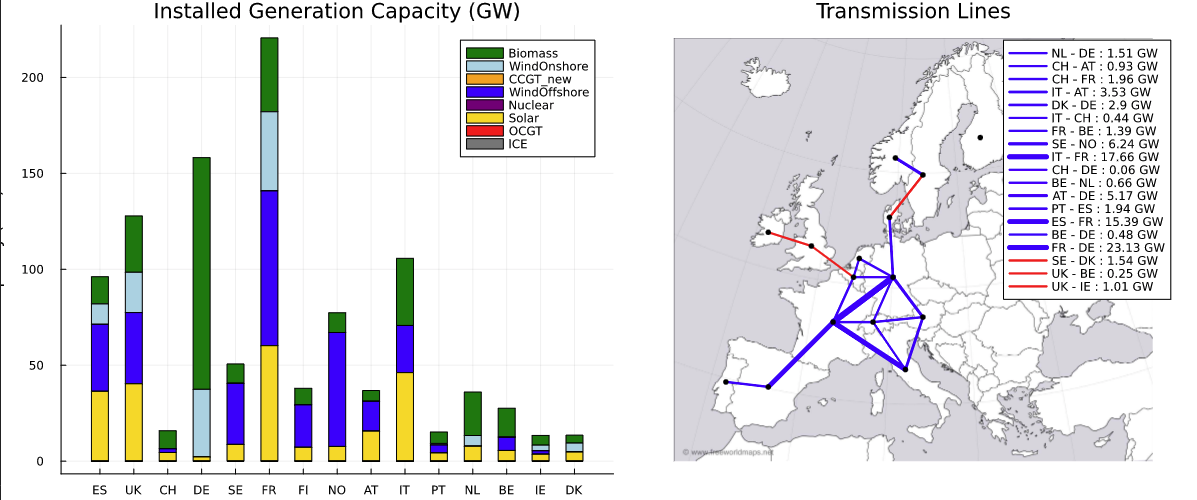 Installed Generation Capacity (GW)
200
150
100
50
0
ES UK CH DE SE FR FI NO AT IT PT NL BE IE DK
Biomass
WindOnshore
CCGT_new
WindOffshore
Nuclear
Solar
OCGT
ICE
Transmission Lines
NL - DE : 1.51 GW
CH - AT : 0.93 GW
CH - FR : 1.96 GW
IT - AT : 3.53 GW
DK - DE : 2.9 GW
IT - CH : 0.44 GW
FR - BE : 1.39 GW
SE - NO : 6.24 GW
IT - FR : 17.66 GW
CH - DE : 0.06 GW
BE - NL : 0.66 GW
AT - DE : 5.17 GW
PT - ES : 1.94 GW
ES - FR : 15.39 GW
BE - DE : 0.48 GW
FR - DE : 23.13 GW
SE - DK : 1.54 GW
UK - BE : 0.25 GW
UK - IE : 1.01 GW
© www.freeworldmaps.net